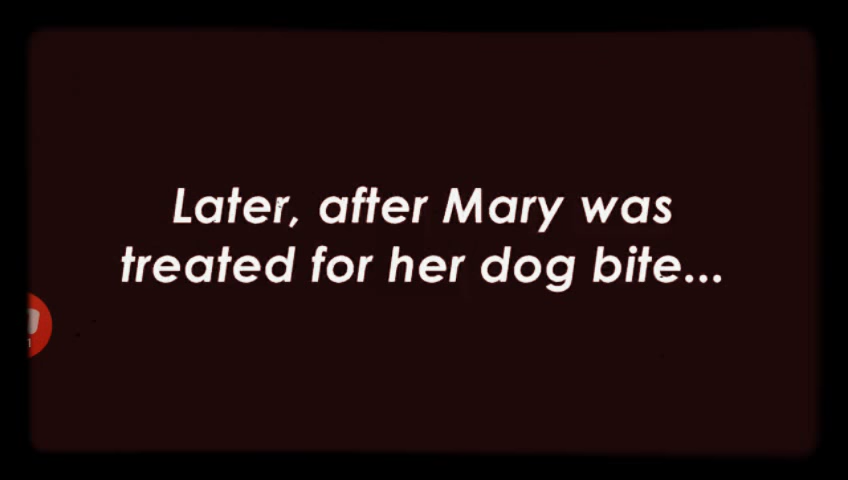 Later, after Mary was
treated for her dog bite...